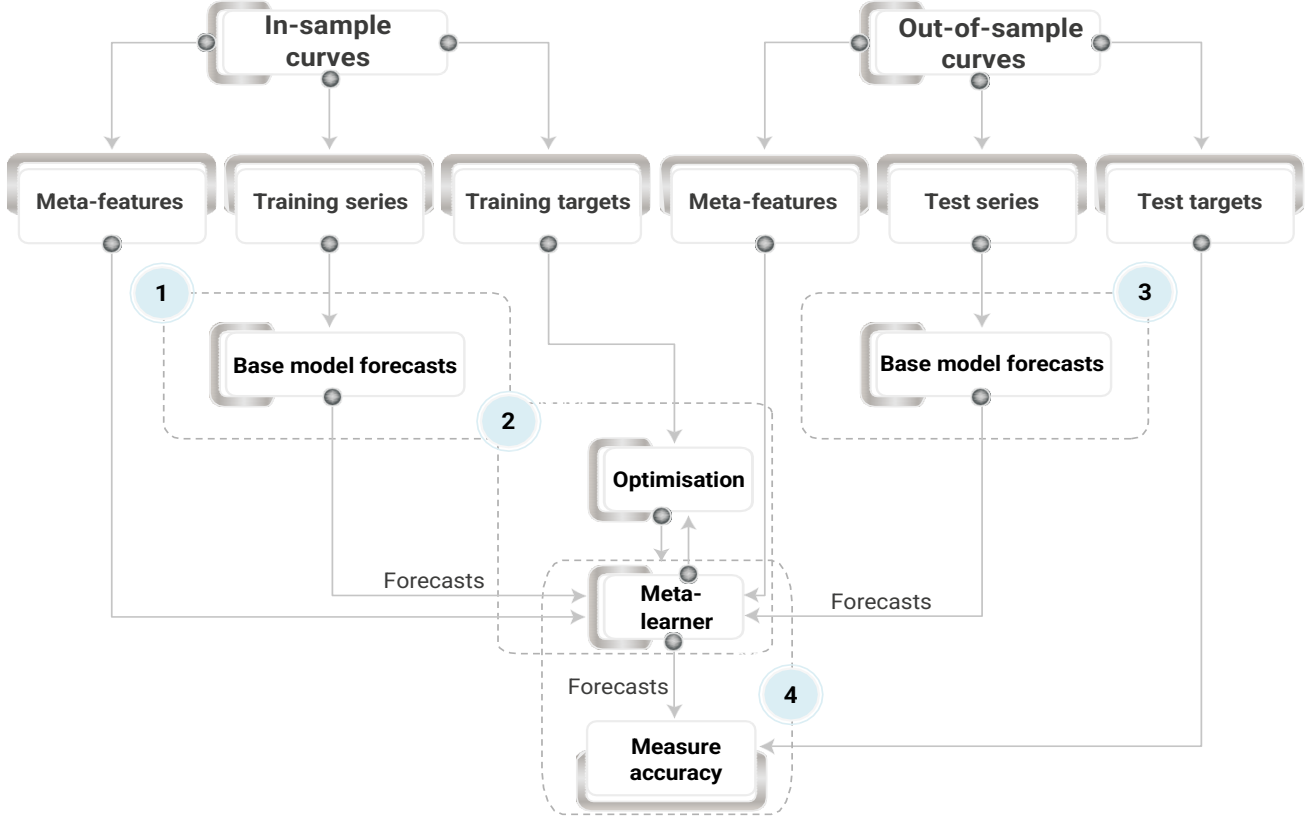 In-sample
curves
Out-of-sample
curves
Meta-features
Training series
Training targets
Meta-features
Test series
Test targets
1
3
Base model forecasts
Base model forecasts
2
Optimisation
Forecasts
Meta-
learner
Forecasts
Forecasts
4
Measure
accuracy